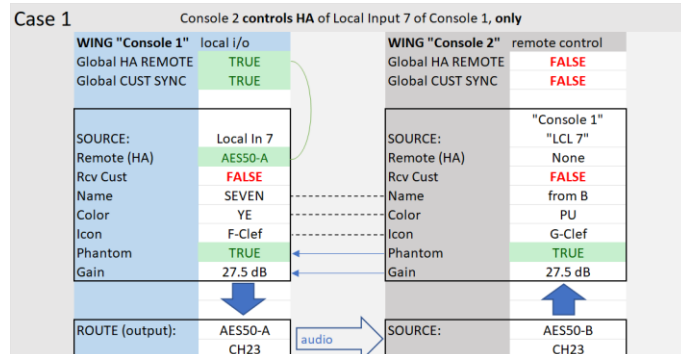 Case 1 Console 2 controls HA of Local Input 7 of Console 1, only
WING "Console 1" local i/o WING "Console 2" remote control
Global HA REMOTE TRUE Global HA REMOTE FALSE
Global CUST SYNC TRUE Global CUST SYNC FALSE
"Console 1"
SOURCE: Local In 7 SOURCE: "LCL 7"
Remote (HA) AES50-A Remote (HA) None
Rcv Cust FALSE Rcv Cust FALSE
Name SEVEN Name from B
Color YE Color PU
Icon F-Clef Icon G-Clef
Phantom TRUE Phantom TRUE
Gain 27.5 dB Gain 27.5 dB
ROUTE (output): AES50-A audio SOURCE: AES50-B
CH23 CH23